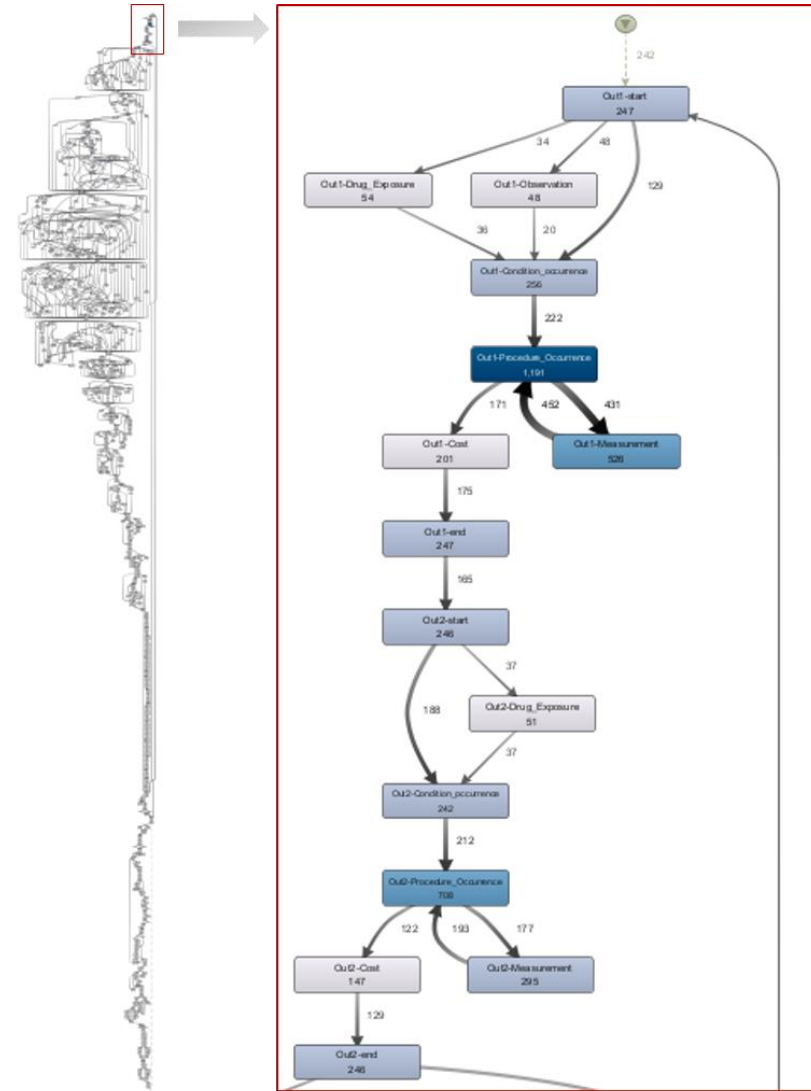 242
Out1-start
247
34
48
129
Out1-Drug_Exposure
54
Out1-Observation
48
36
20
Out1-Condition_occurrence
256
222
Out1-Procedure_Occurrence
1,191
171
452
431
Out1-Cost
201
Out1-Measurement
526
175
Out1-end
247
165
Out2-start
246
37
188
Out2-Drug_Exposure
51
37
Out2-Condition_occurrence
242
212
Out2-Procedure_Occurrence
708
122
193
177
Out2-Cost
147
Out2-Measurement
295
129
Out2-end
246